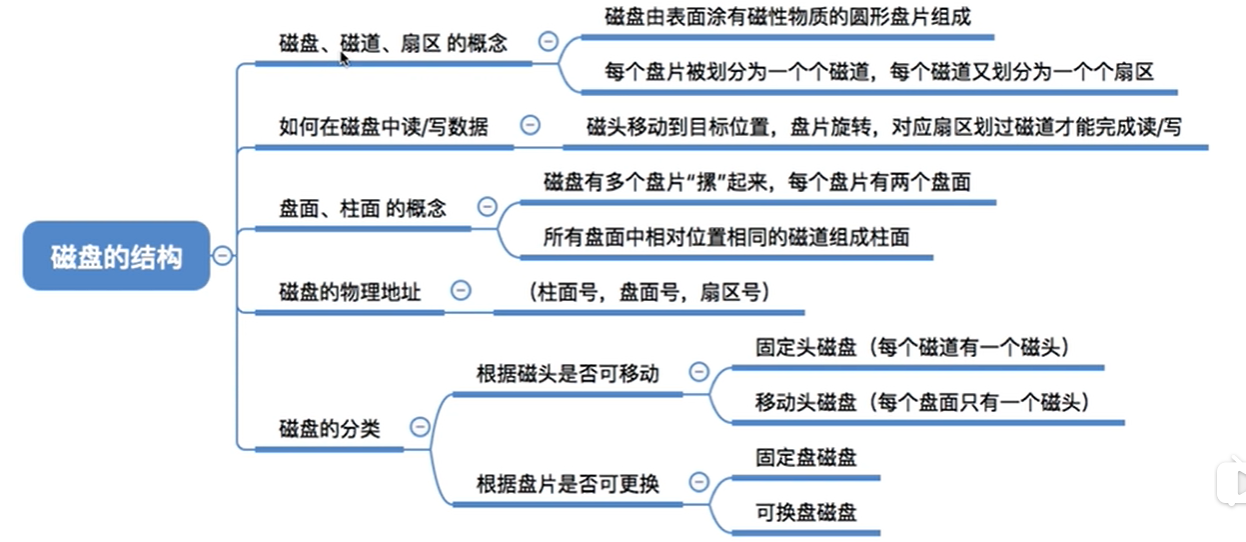 磁盘的结构
磁盘、磁道、扇区 的概念
磁盘由表面涂有磁性物质的圆形盘片组成
每个盘片被划分为一个个磁道，每个磁道又划分为一个个扇区
如何在磁盘中读/写数据
磁头移动到目标位置，盘片旋转，对应扇区划过磁道才能完成读/写
盘面、柱面 的概念
磁盘有多个盘片“摞”起来，每个盘片有两个盘面
所有盘面中相对位置相同的磁道组成柱面
磁盘的物理地址
（柱面号，盘面号，扇区号）
磁盘的分类
根据磁头是否可移动
固定头磁盘（每个磁道有一个磁头）
移动头磁盘（每个盘面只有一个磁头）
根据盘片是否可更换
固定盘磁盘
可换盘磁盘